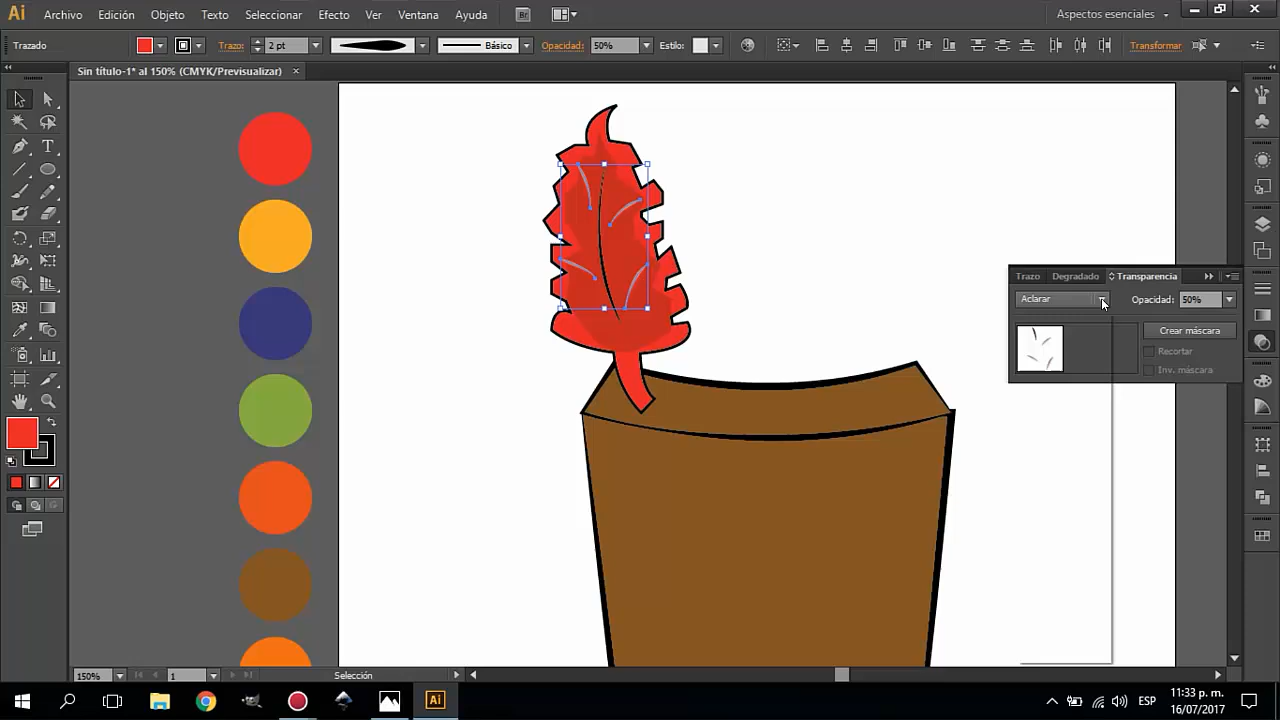 Ai Archivo Edición Objeto Texto Seleccionar Efecto Ver Ventana Ayuda Br Aspectos esenciales
Trazado Trazo: 2 pt Básico Opacidad: 50% Estilo: Transformar
Sin título-1* al 150% (CMYK/Previsualizar)
Trazo Degradado Transparencia
Aclarar Opacidad: 50%
Crear máscara
Recortar
Inv. máscara
150% 1 Selección
Ai ESP 11:33 p. m.
16/07/2017